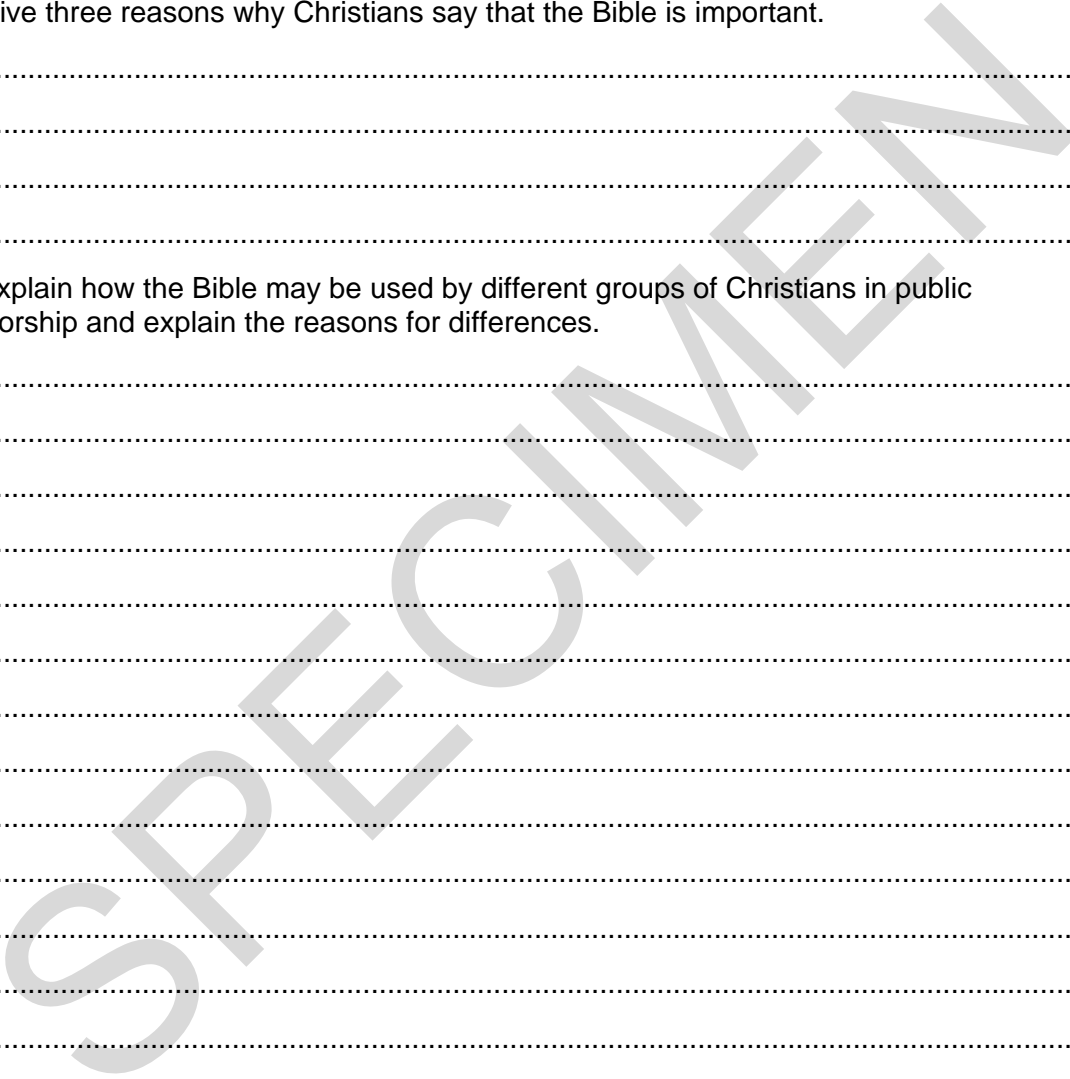 ive three reasons why Christians say that the Bible is important.
xplain how the Bible may be used by different groups of Christians in public
orship and explain the reasons for differences.
SPECIMEN